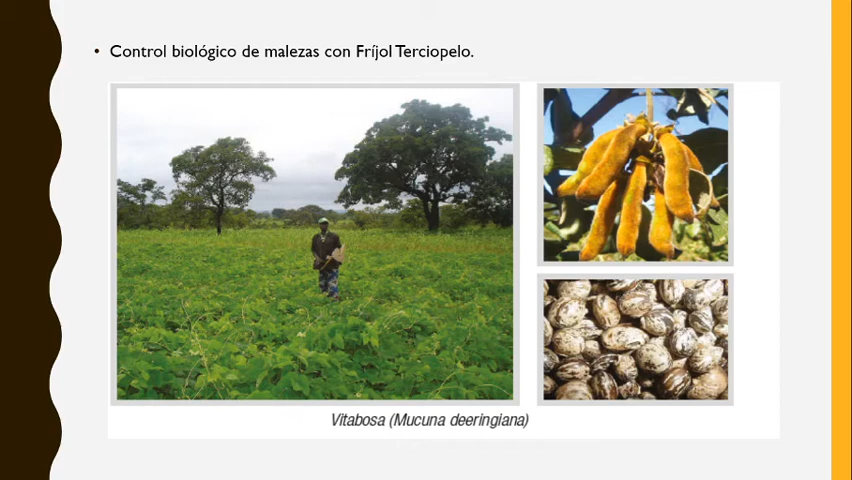 • Control biológico de malezas con Fríjol Terciopelo.
Vitabosa (Mucuna deeringiana)